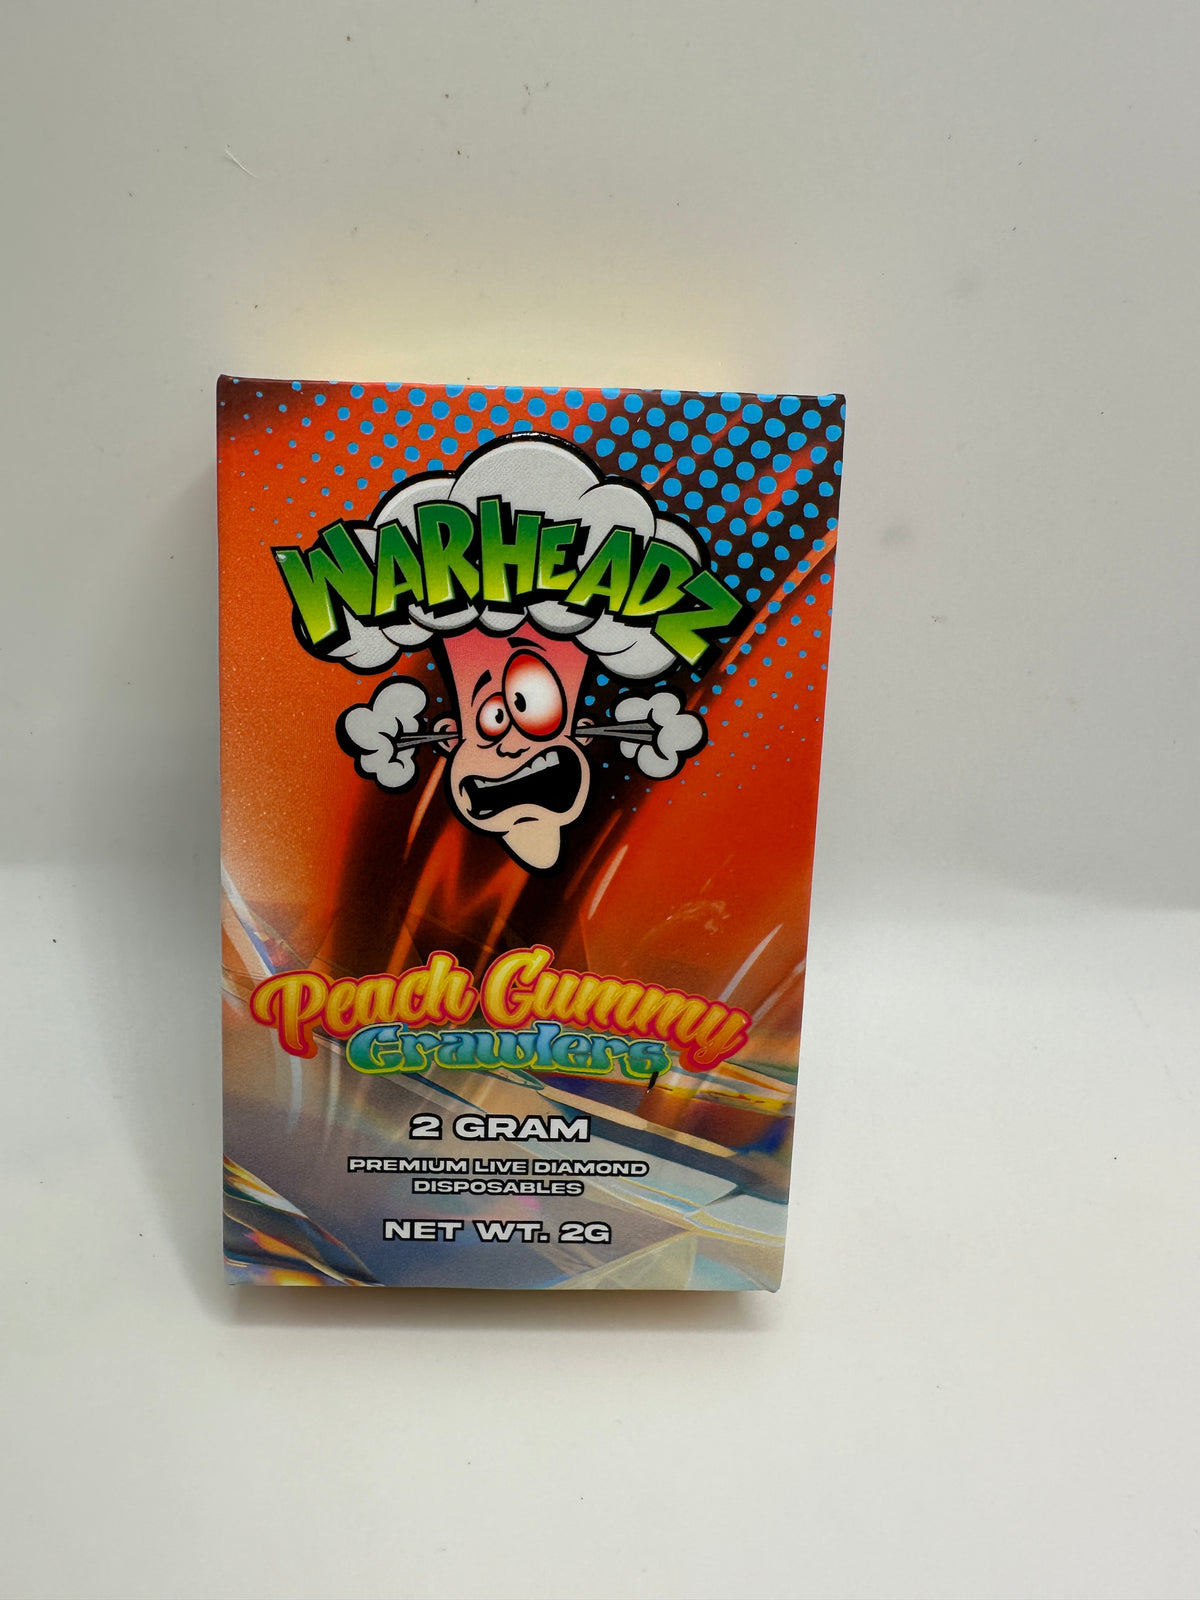 WARHEADZ
Peach Gummy
Crawlers
2 GRAM
PREMIUM LIVE DIAMOND
DISPOSABLES
NET WT. 2G